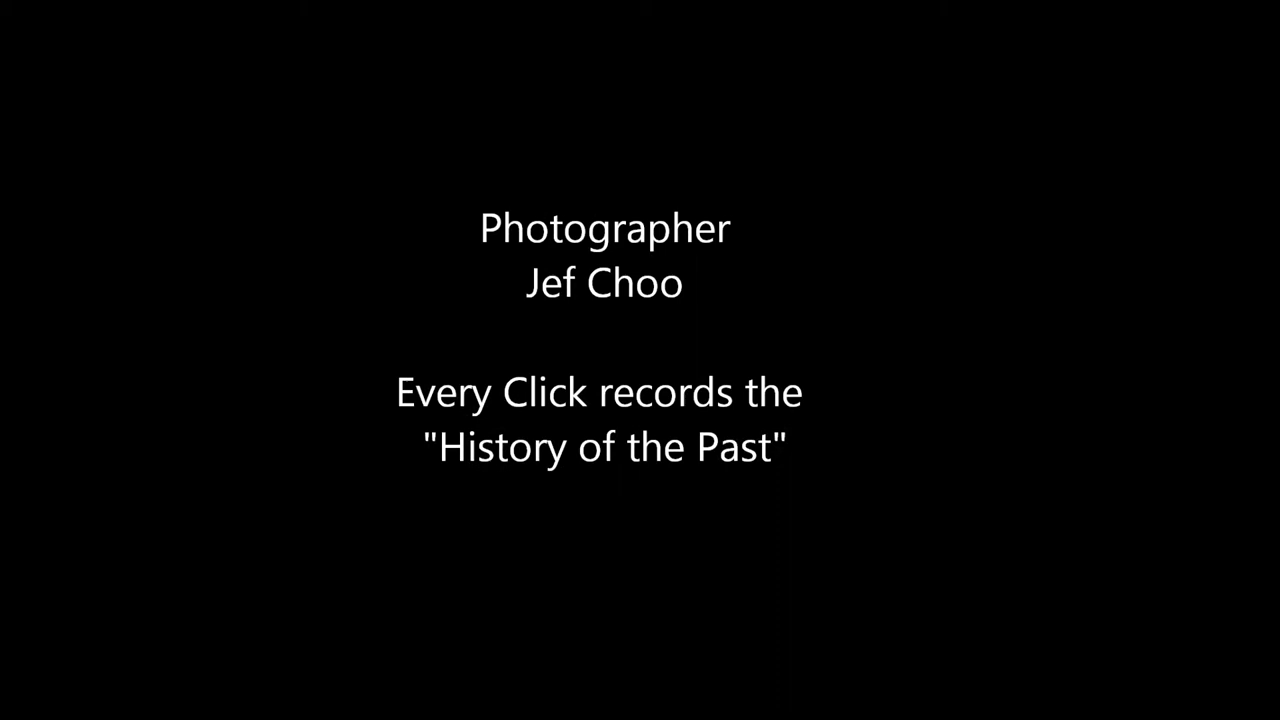 Photographer
Jef Choo
Every Click records the
"History of the Past"